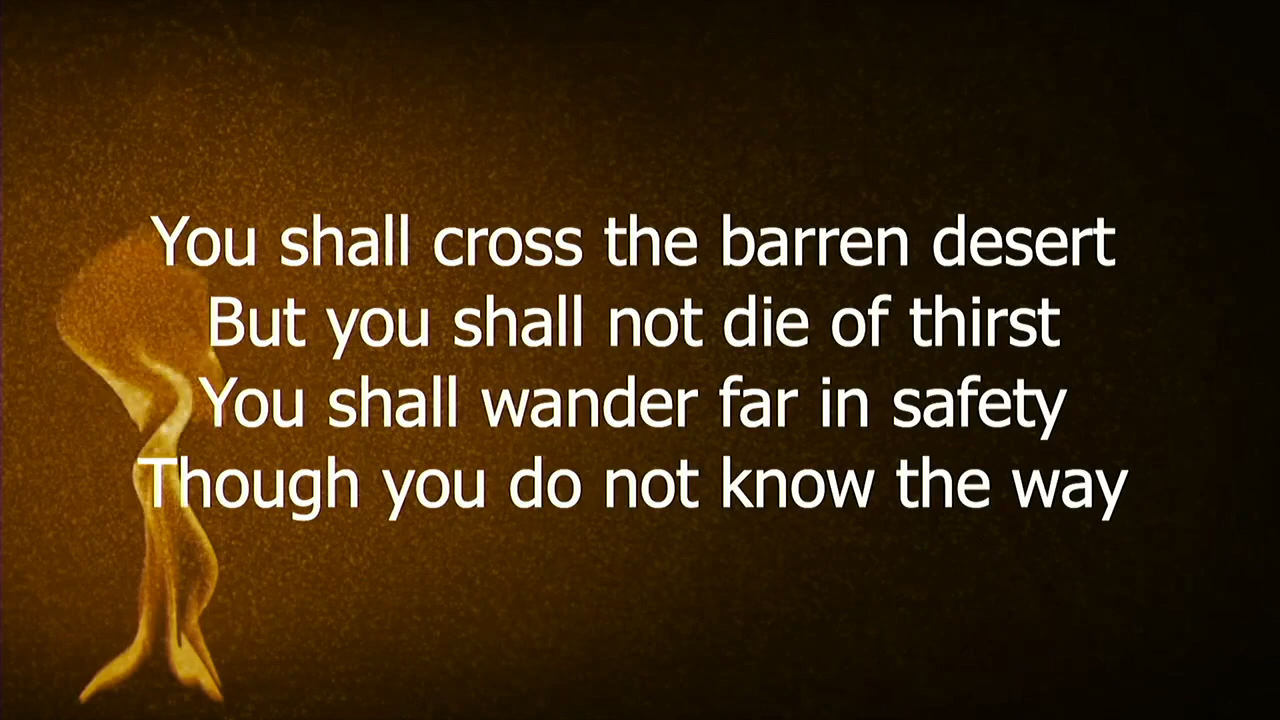 You shall cross the barren desert
But you shall not die of thirst
You shall wander far in safety
Though you do not know the way